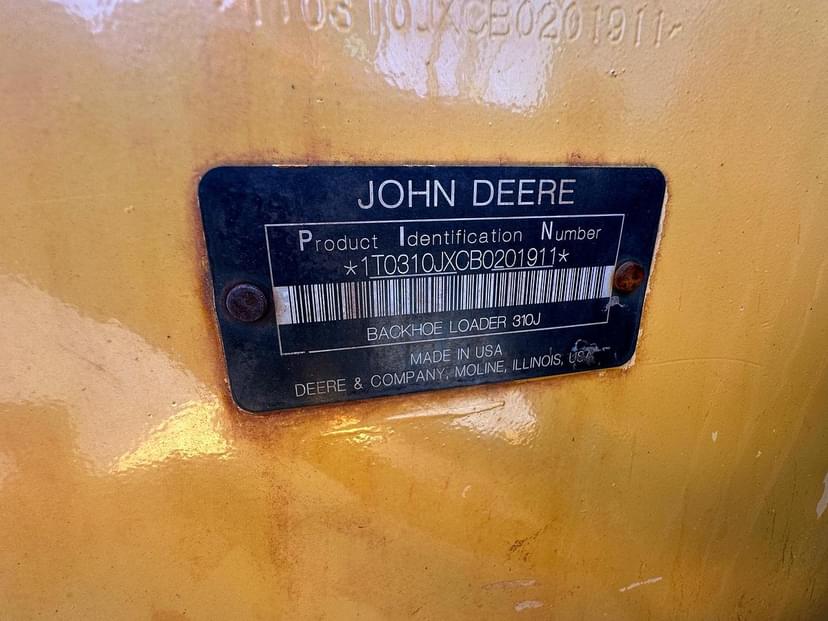 1T0310JXCB0201911*
JOHN DEERE
Product Identification Number
*1T0310JXCB0201911*
BACKHOE LOADER 310J
MADE IN USA
DEERE & COMPANY, MOLINE, ILLINOIS, USA